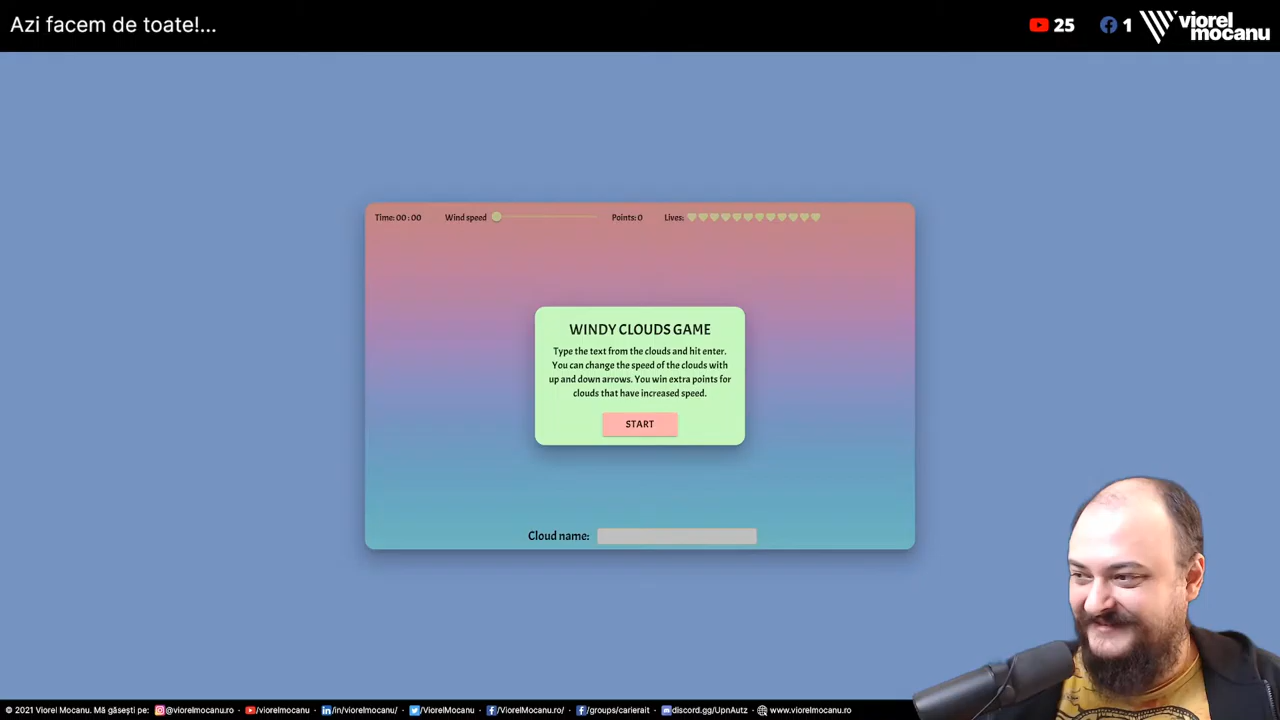 Azi facem de toate!...
25
1
viorel
mocanu
Time: 00 : 00
Wind speed
Points: 0
Lives:
WINDY CLOUDS GAME
Type the text from the clouds and hit enter.
You can change the speed of the clouds with
up and down arrows. You win extra points for
clouds that have increased speed.
START
Cloud name:
© 2021 Viorel Mocanu. Mă găsești pe: @viorelmocanu.ro · /viorelmocanu · /in/viorelmocanu/ · /ViorelMocanu · /ViorelMocanu.ro/ · /groups/carierait · discord.gg/UpnAutz · www.viorelmocanu.ro